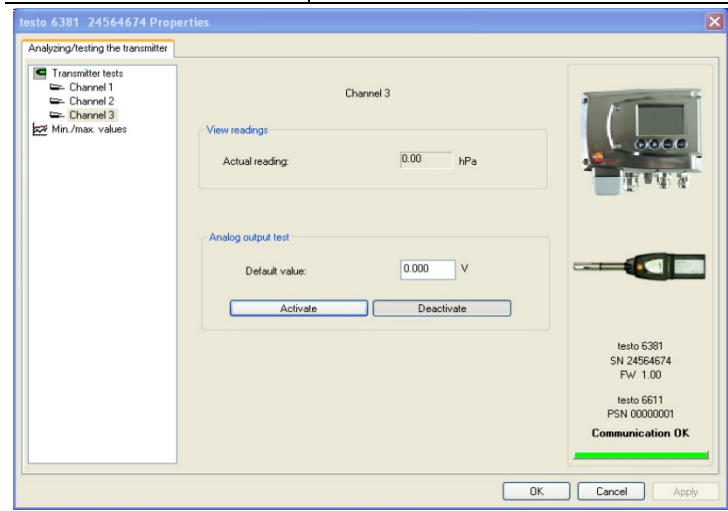 testo 6381 24564674 Properties
Analyzing/testing the transmitter
Transmitter tests
Channel 1
Channel 2
Channel 3
Min./max. values
Channel 3
View readings
Actual reading: 0.00 hPa
Analog output test
Default value: 0.000 V
Activate Deactivate
testo 6381
SN 24564674
FW 1.00
testo 6611
PSN 00000001
Communication OK
OK Cancel Apply